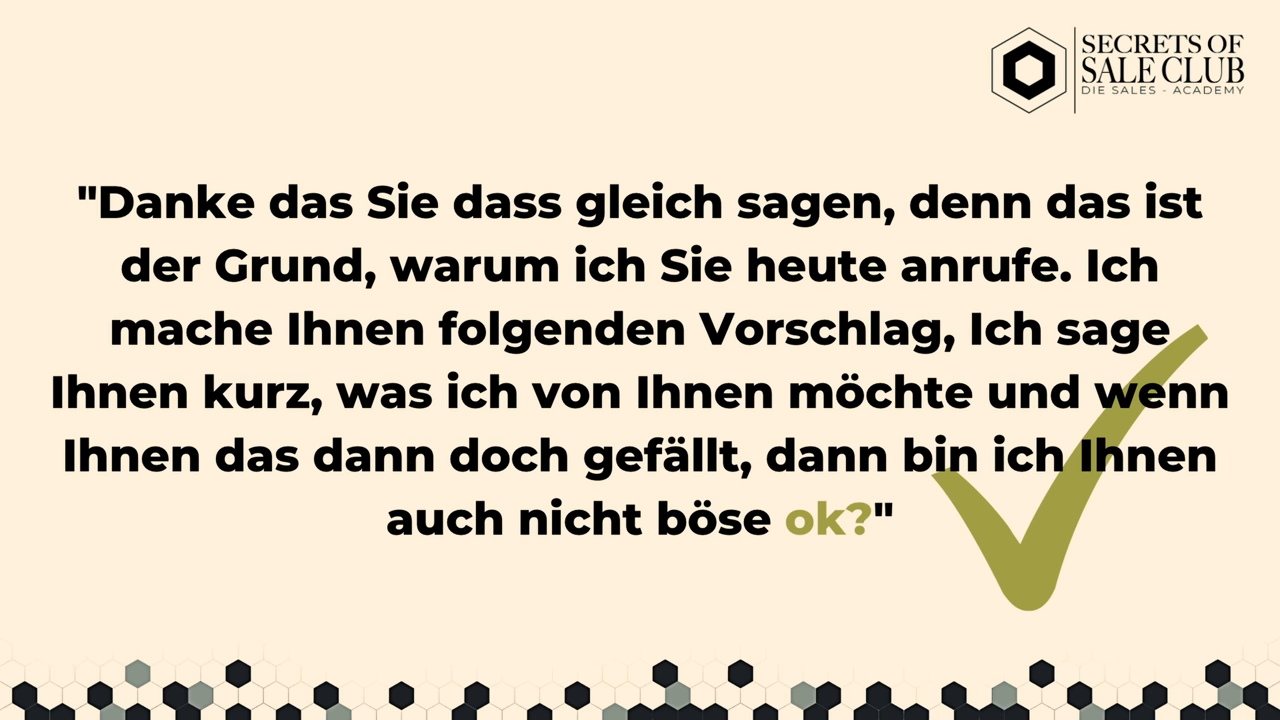 SECRETS OF
SALE CLUB
DIE SALES - ACADEMY
"Danke das Sie dass gleich sagen, denn das ist
der Grund, warum ich Sie heute anrufe. Ich
mache Ihnen folgenden Vorschlag, Ich sage
Ihnen kurz, was ich von Ihnen möchte und wenn
Ihnen das dann doch gefällt, dann bin ich Ihnen
auch nicht böse ok?"